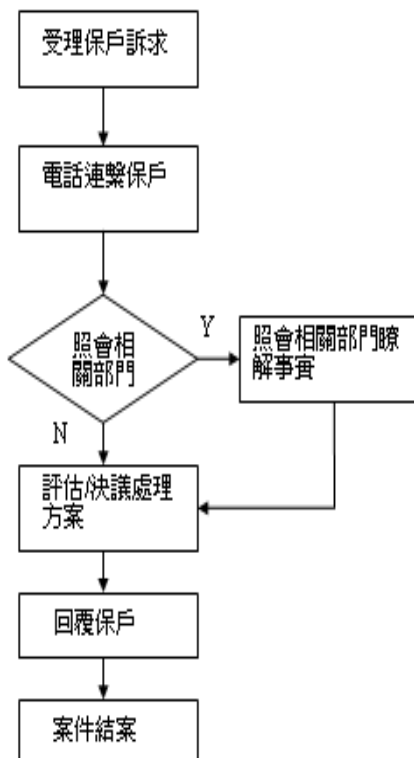 受理保戶訴求
電話連繫保戶
照會相
關部門
Y
照會相關部門瞭
解事實
N
評估/決議處理
方案
回覆保戶
案件結案